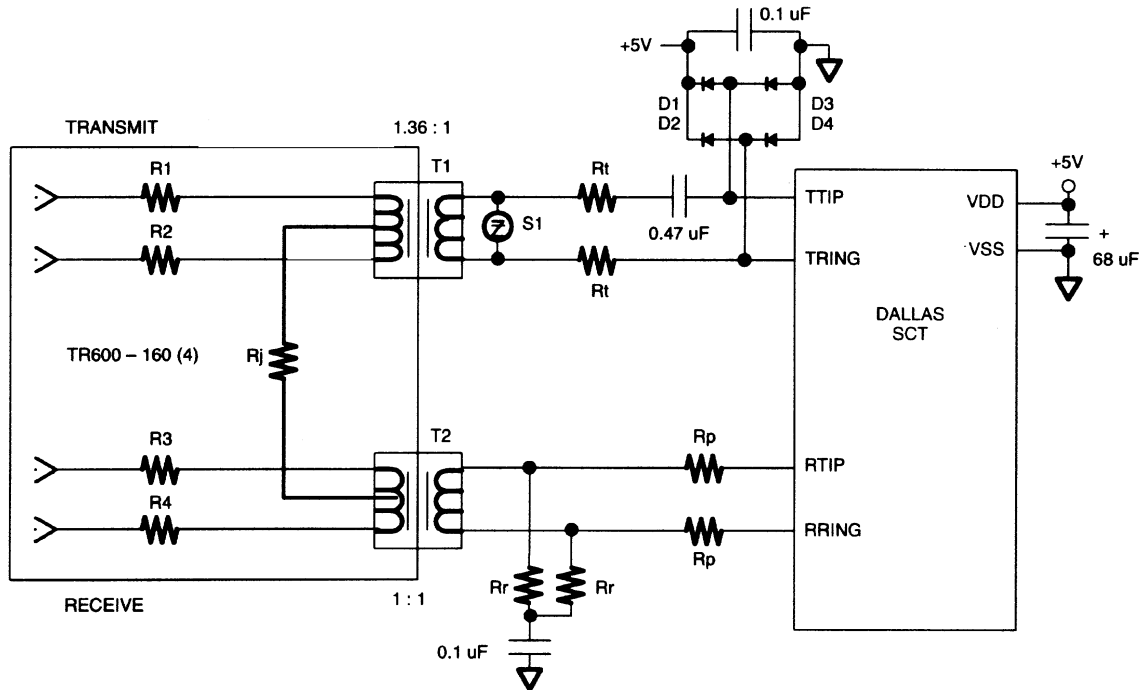 0.1 uF
+5V
D1
D2
D3
D4
TRANSMIT
1.36 : 1
R1
T1
Rt
+5V
TTIP
VDD
S1
0.47 uF
R2
Rt
TRING
VSS
+
68 uF
DALLAS
SCT
TR600 – 160 (4)
Rj
R3
T2
Rp
RTIP
R4
RRING
Rp
Rr
Rr
RECEIVE
1 : 1
0.1 uF